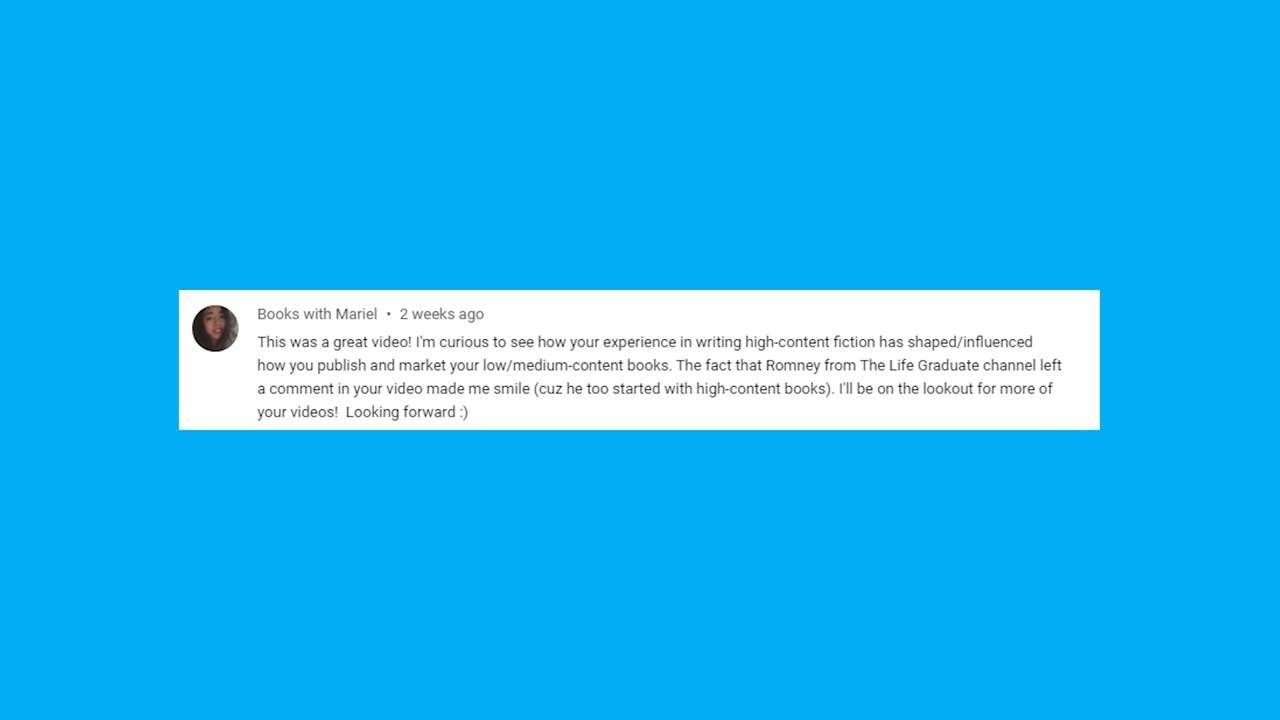 Books with Mariel • 2 weeks ago
This was a great video! I'm curious to see how your experience in writing high-content fiction has shaped/influenced
how you publish and market your low/medium-content books. The fact that Romney from The Life Graduate channel left
a comment in your video made me smile (cuz he too started with high-content books). I'll be on the lookout for more of
your videos!  Looking forward :)